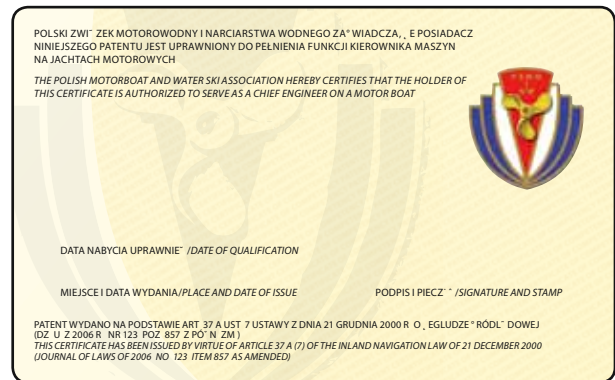 POLSKI ZWI˝ ZEK MOTOROWODNY I NARCIARSTWA WODNEGO ZA° WIADCZA, ˛ E POSIADACZ
NINIEJSZEGO PATENTU JEST UPRAWNIONY DO PEŁNIENIA FUNKCJI KIEROWNIKA MASZYN
NA JACHTACH MOTOROWYCH
THE POLISH MOTORBOAT AND WATER SKI ASSOCIATION HEREBY CERTIFIES THAT THE HOLDER OF
THIS CERTIFICATE IS AUTHORIZED TO SERVE AS A CHIEF ENGINEER ON A MOTOR BOAT
DATA NABYCIA UPRAWNIE˝ /DATE OF QUALIFICATION
MIEJSCE I DATA WYDANIA/PLACE AND DATE OF ISSUE PODPIS I PIECZ˝ ˆ /SIGNATURE AND STAMP
PATENT WYDANO NA PODSTAWIE ART 37 A UST 7 USTAWY Z DNIA 21 GRUDNIA 2000 R O ˛ EGLUDZE ° RÓDL˝ DOWEJ
(DZ U Z 2006 R NR 123 POZ 857 Z PÓ˝ N ZM )
THIS CERTIFICATE HAS BEEN ISSUED BY VIRTUE OF ARTICLE 37 A (7) OF THE INLAND NAVIGATION LAW OF 21 DECEMBER 2000
(JOURNAL OF LAWS OF 2006 NO 123 ITEM 857 AS AMENDED)